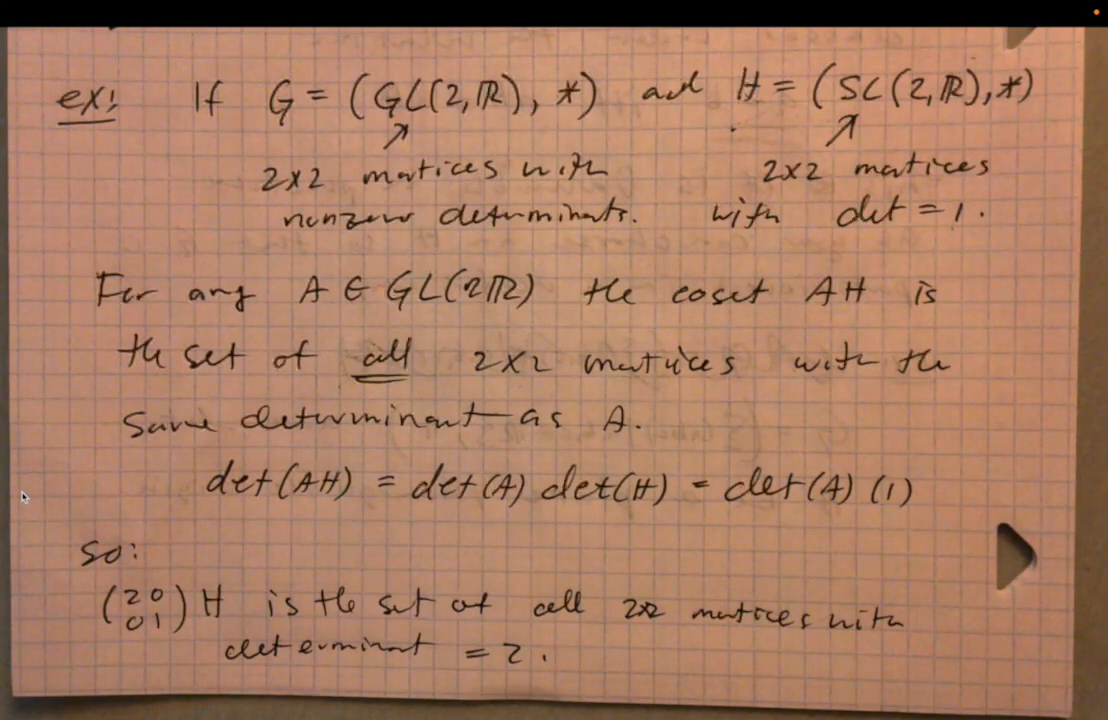 ex: If G = (GL(2,ℝ), *) and H = (SL(2,ℝ), *)
2x2 matrices with 2x2 matrices
nonzero determinants. with det = 1.
For any A ∈ GL(2ℝ) the coset AH is
the set of all 2x2 matrices with the
same determinant as A.
det(AH) = det(A) det(H) = det(A) (1)
So:
(2 0
0 1) H is the set of all 2x2 matrices with
determinant = 2.